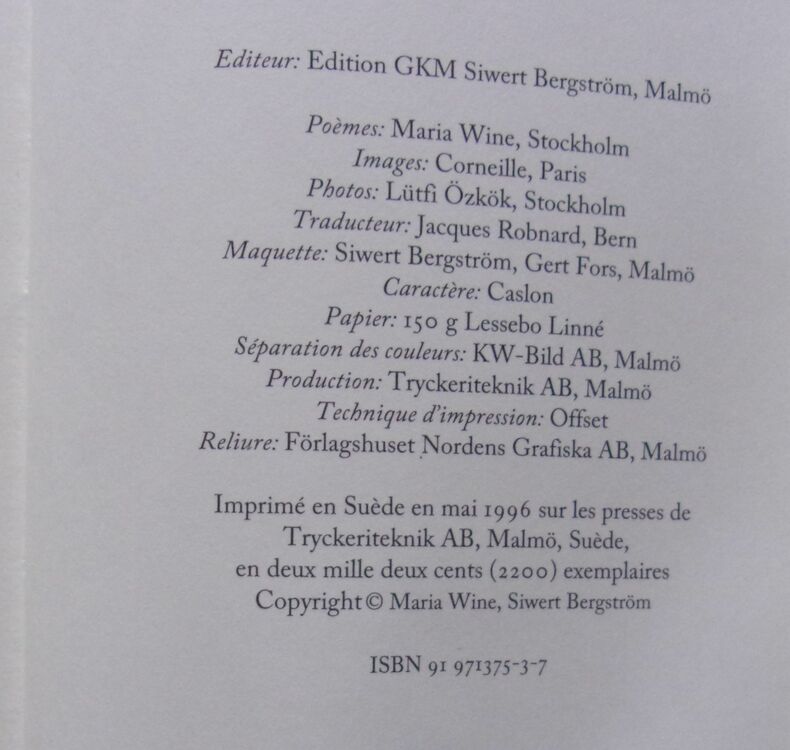 Editeur: Edition GKM Siwert Bergström, Malmö
Poèmes: Maria Wine, Stockholm
Images: Corneille, Paris
Photos: Lütfi Özkök, Stockholm
Traducteur: Jacques Robnard, Bern
Maquette: Siwert Bergström, Gert Fors, Malmö
Caractère: Caslon
Papier: 150 g Lessebo Linné
Séparation des couleurs: KW-Bild AB, Malmö
Production: Tryckeriteknik AB, Malmö
Technique d'impression: Offset
Reliure: Förlagshuset Nordens Grafiska AB, Malmö
Imprimé en Suède en mai 1996 sur les presses de
Tryckeriteknik AB, Malmö, Suède,
en deux mille deux cents (2200) exemplaires
Copyright © Maria Wine, Siwert Bergström
ISBN 91 971375-3-7